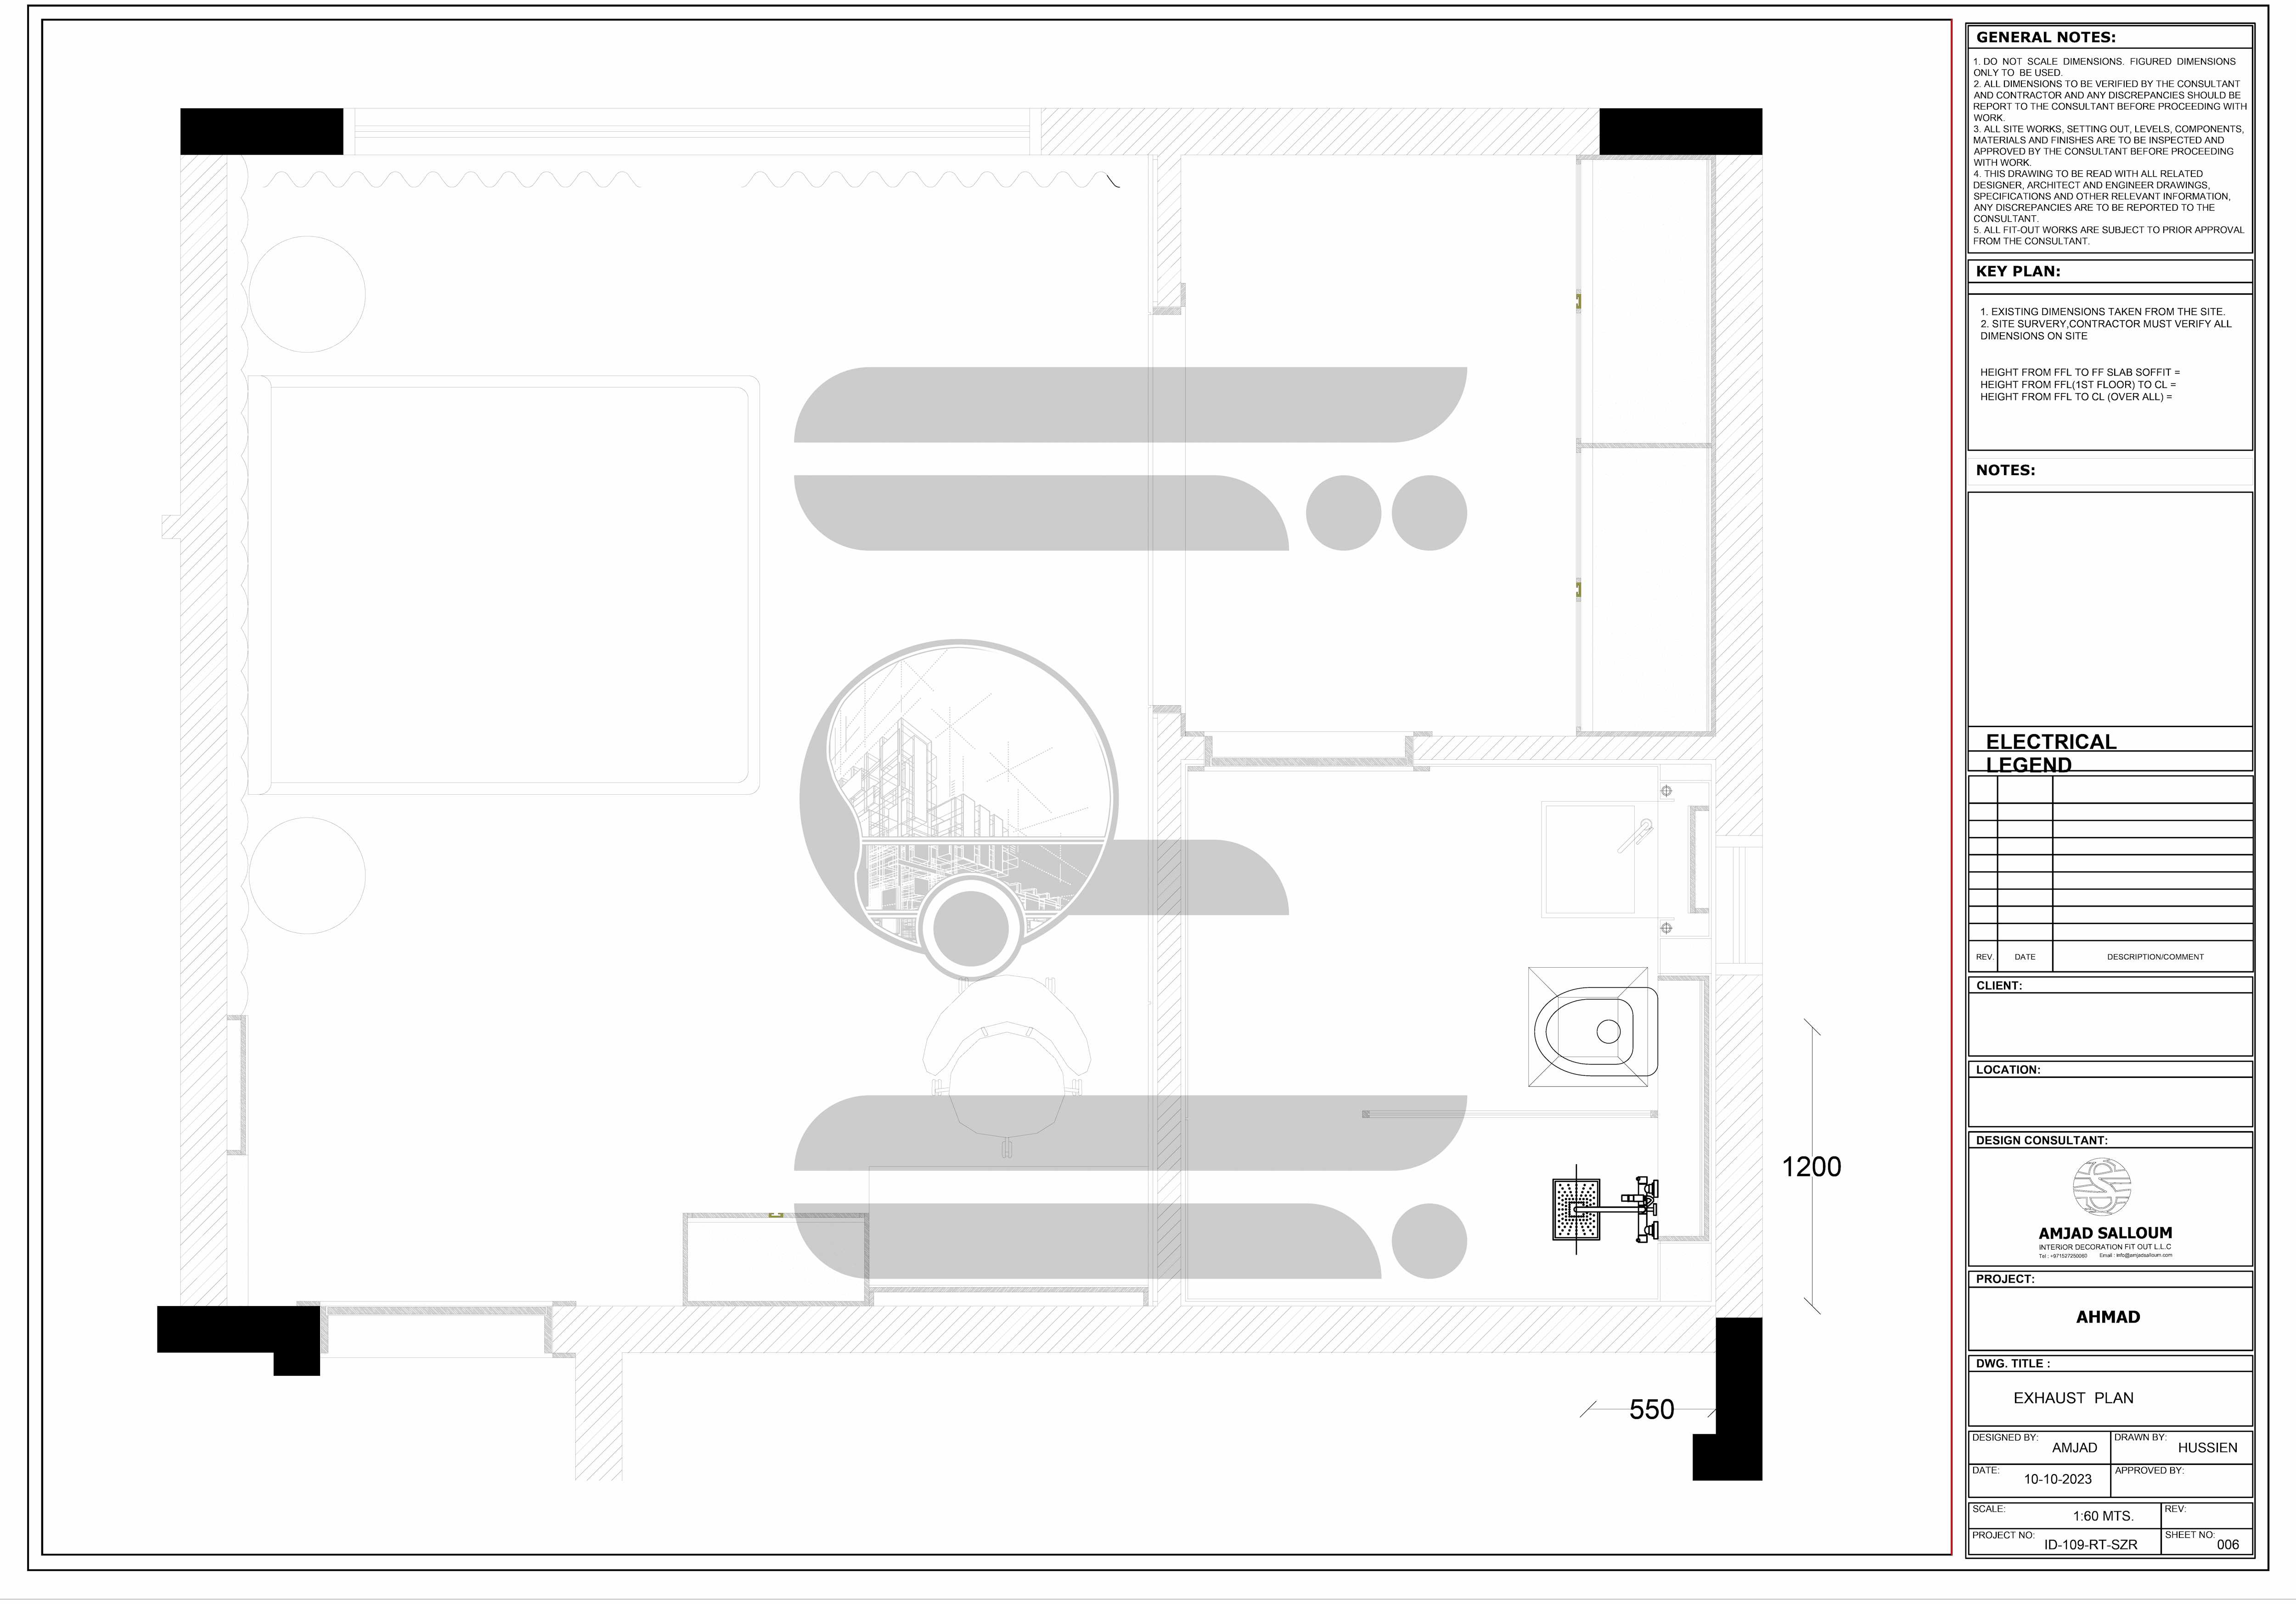 GENERAL NOTES:
1. DO NOT SCALE DIMENSIONS. FIGURED DIMENSIONS
ONLY TO BE USED.
2. ALL DIMENSIONS TO BE VERIFIED BY THE CONSULTANT
AND CONTRACTOR AND ANY DISCREPANCIES SHOULD BE
REPORT TO THE CONSULTANT BEFORE PROCEEDING WITH
WORK.
3. ALL SITE WORKS, SETTING OUT, LEVELS, COMPONENTS,
MATERIALS AND FINISHES ARE TO BE INSPECTED AND
APPROVED BY THE CONSULTANT BEFORE PROCEEDING
WITH WORK.
4. THIS DRAWING TO BE READ WITH ALL RELATED
DESIGNER, ARCHITECT AND ENGINEER DRAWINGS,
SPECIFICATIONS AND OTHER RELEVANT INFORMATION,
ANY DISCREPANCIES ARE TO BE REPORTED TO THE
CONSULTANT.
5. ALL FIT-OUT WORKS ARE SUBJECT TO PRIOR APPROVAL
FROM THE CONSULTANT.
KEY PLAN:
1. EXISTING DIMENSIONS TAKEN FROM THE SITE.
2. SITE SURVERY,CONTRACTOR MUST VERIFY ALL
DIMENSIONS ON SITE
HEIGHT FROM FFL TO FF SLAB SOFFIT =
HEIGHT FROM FFL(1ST FLOOR) TO CL =
HEIGHT FROM FFL TO CL (OVER ALL) =
NOTES:
ELECTRICAL
LEGEND
REV. DATE DESCRIPTION/COMMENT
CLIENT:
LOCATION:
DESIGN CONSULTANT:
AMJAD SALLOUM
INTERIOR DECORATION FIT OUT L.L.C
Tel : +971527250093 Email : info@amjadsalloum.com
PROJECT:
AHMAD
DWG. TITLE :
EXHAUST PLAN
DESIGNED BY: AMJAD DRAWN BY: HUSSIEN
DATE: 10-10-2023 APPROVED BY:
SCALE: 1:60 MTS. REV:
PROJECT NO: ID-109-RT-SZR SHEET NO: 006
1200
550